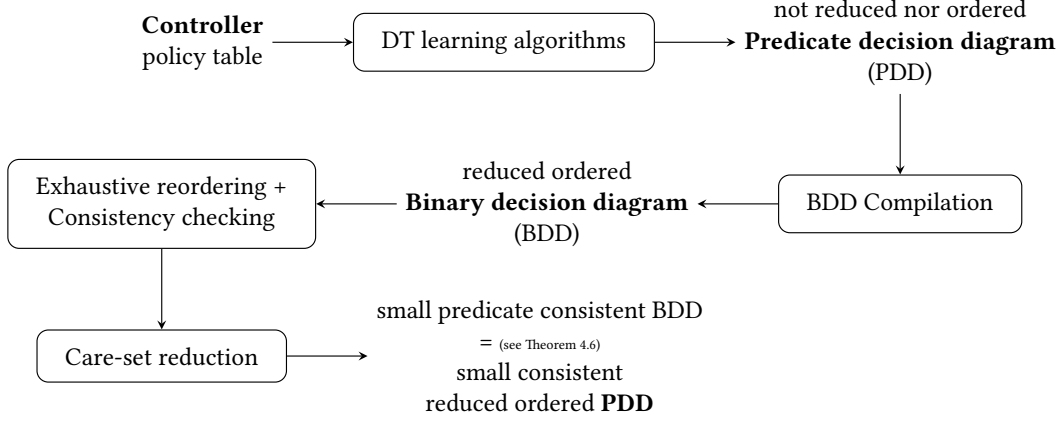 Controller
policy table
DT learning algorithms
not reduced nor ordered
Predicate decision diagram
(PDD)
BDD Compilation
reduced ordered
Binary decision diagram
(BDD)
Exhaustive reordering +
Consistency checking
Care-set reduction
small predicate consistent BDD
= (see Theorem 4.6)
small consistent
reduced ordered PDD